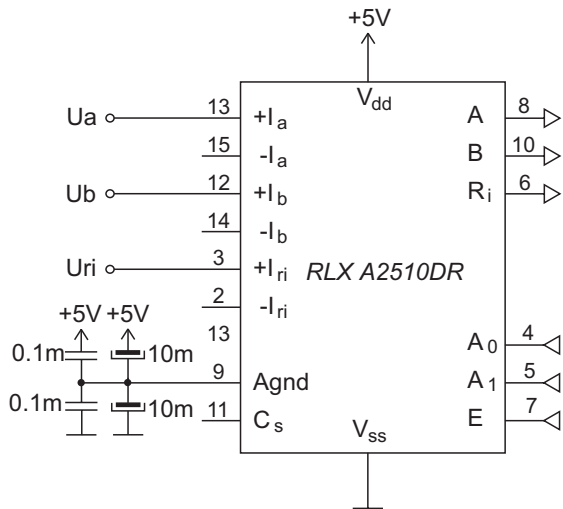 +5V
Vdd
Ua 13 +Ia A 8
15 -Ia B 10
Ub 12 +Ib Ri 6
14 -Ib
Uri 3 +Iri RLX A2510DR
2 -Iri
+5V +5V 13
0.1m 10m A0 4
9 Agnd A1 5
0.1m 10m 11 Cs E 7
Vss